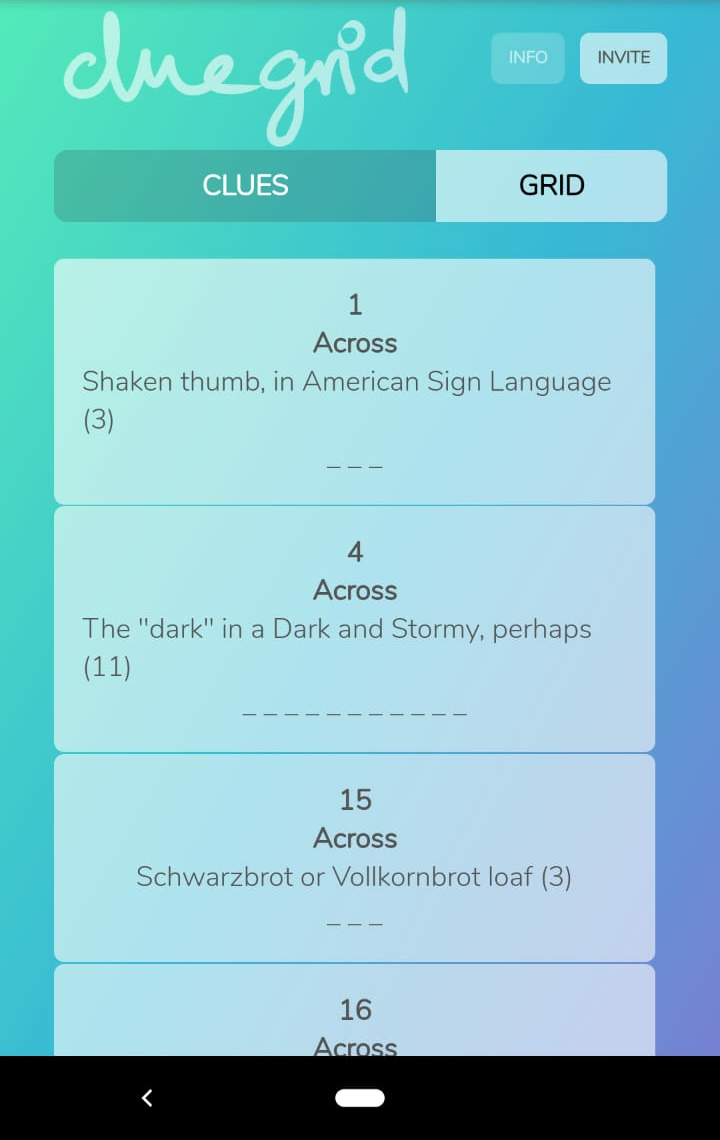 cluegrid
INFO
INVITE
CLUES
GRID
1
Across
Shaken thumb, in American Sign Language
(3)
_ _ _
4
Across
The "dark" in a Dark and Stormy, perhaps
(11)
_ _ _ _ _ _ _ _ _ _ _
15
Across
Schwarzbrot or Vollkornbrot loaf (3)
_ _ _
16
Across